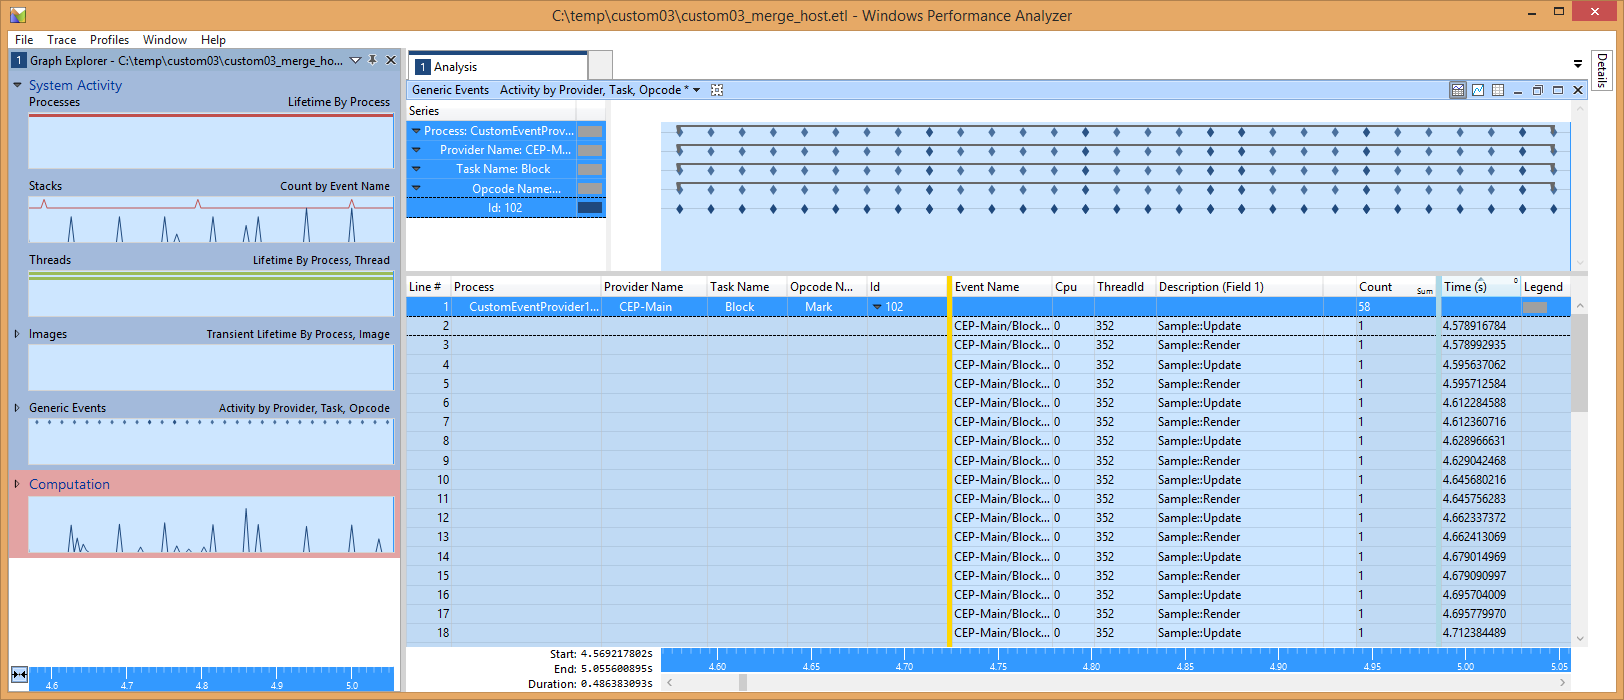 C:\temp\custom03\custom03_merge_host.etl - Windows Performance Analyzer
File Trace Profiles Window Help
1 Graph Explorer - C:\temp\custom03\custom03_merge_ho...
System Activity
Processes Lifetime By Process
Stacks Count by Event Name
Threads Lifetime By Process, Thread
Images Transient Lifetime By Process, Image
Generic Events Activity by Provider, Task, Opcode
Computation
4.6 4.7 4.8 4.9 5.0
1 Analysis
Details
Generic Events Activity by Provider, Task, Opcode *
Series
Process: CustomEventProv...
Provider Name: CEP-M...
Task Name: Block
Opcode Name:...
Id: 102
Line # Process Provider Name Task Name Opcode N... Id Event Name Cpu ThreadId Description (Field 1) Count Sum Time (s) 0 Legend
1 CustomEventProvider1... CEP-Main Block Mark 102 58
2 CEP-Main/Block... 0 352 Sample::Update 1 4.578916784
3 CEP-Main/Block... 0 352 Sample::Render 1 4.578992935
4 CEP-Main/Block... 0 352 Sample::Update 1 4.595637062
5 CEP-Main/Block... 0 352 Sample::Render 1 4.595712584
6 CEP-Main/Block... 0 352 Sample::Update 1 4.612284588
7 CEP-Main/Block... 0 352 Sample::Render 1 4.612360716
8 CEP-Main/Block... 0 352 Sample::Update 1 4.628966631
9 CEP-Main/Block... 0 352 Sample::Render 1 4.629042468
10 CEP-Main/Block... 0 352 Sample::Update 1 4.645680216
11 CEP-Main/Block... 0 352 Sample::Render 1 4.645756283
12 CEP-Main/Block... 0 352 Sample::Update 1 4.662337372
13 CEP-Main/Block... 0 352 Sample::Render 1 4.662413069
14 CEP-Main/Block... 0 352 Sample::Update 1 4.679014969
15 CEP-Main/Block... 0 352 Sample::Render 1 4.679090997
16 CEP-Main/Block... 0 352 Sample::Update 1 4.695704009
17 CEP-Main/Block... 0 352 Sample::Render 1 4.695779970
18 CEP-Main/Block... 0 352 Sample::Update 1 4.712384489
Start: 4.569217802s
End: 5.055600895s
Duration: 0.486383093s
4.60 4.65 4.70 4.75 4.80 4.85 4.90 4.95 5.00 5.05